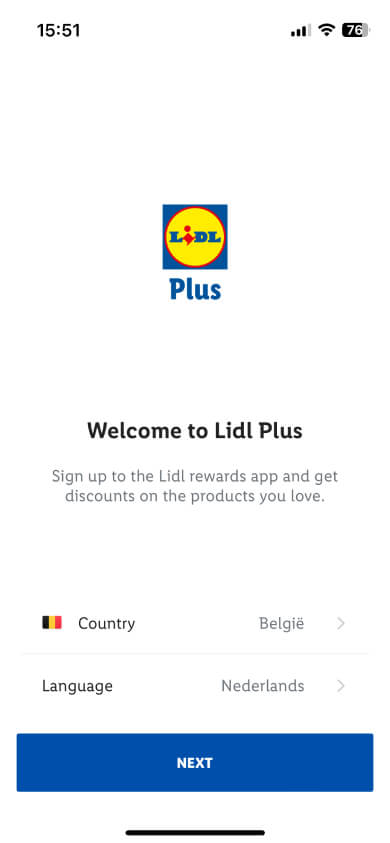 15:51
76
LIDL
Plus
Welcome to Lidl Plus
Sign up to the Lidl rewards app and get
discounts on the products you love.
Country België
Language Nederlands
NEXT